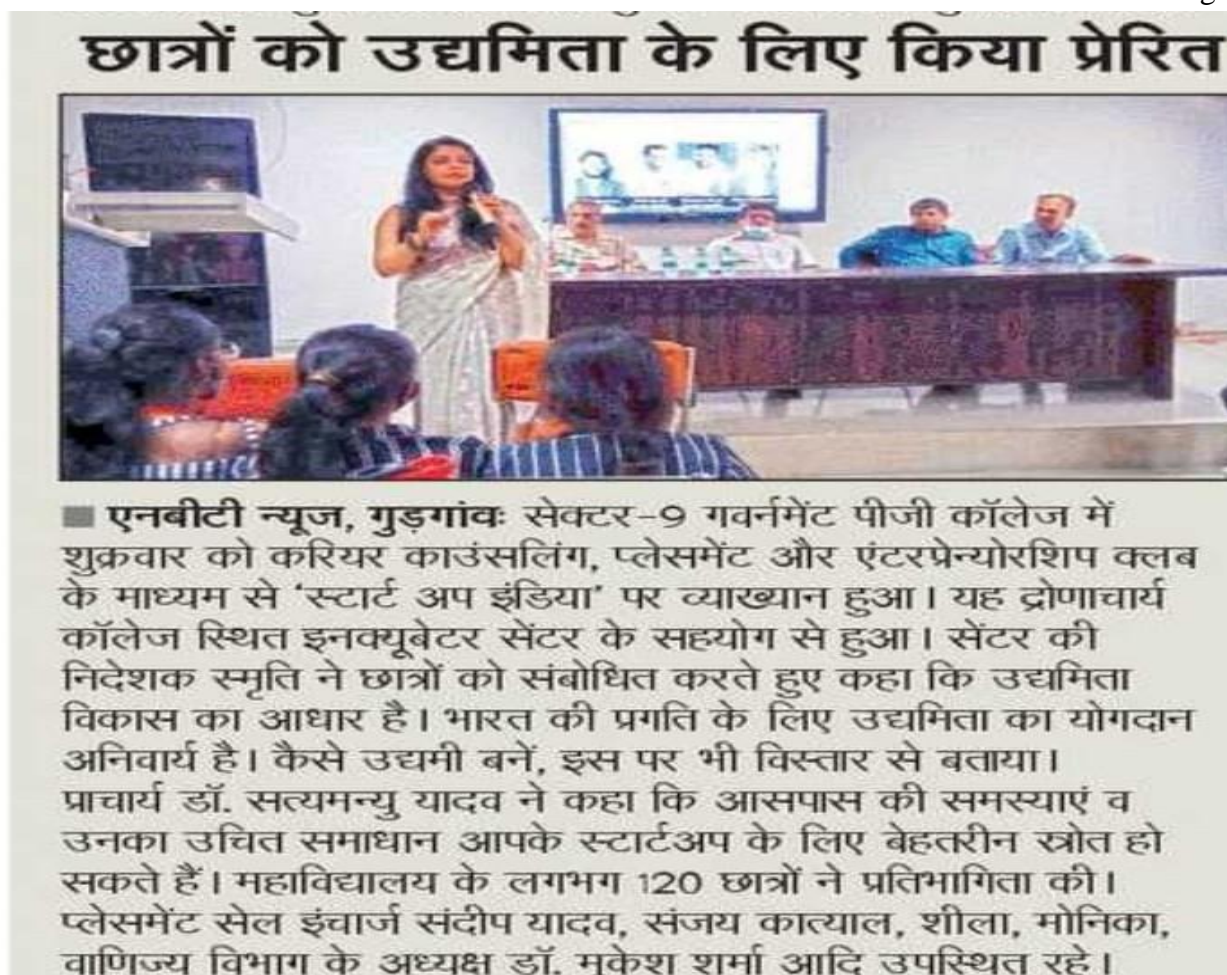 छात्रों को उद्यमिता के लिए किया प्रेरित
■ एनबीटी न्यूज, गुड़गांवः सेक्टर-9 गवर्नमेंट पीजी कॉलेज में
शुक्रवार को करियर काउंसलिंग, प्लेसमेंट और एंटरप्रेन्योरशिप क्लब
के माध्यम से ‘स्टार्ट अप इंडिया’ पर व्याख्यान हुआ। यह द्रोणाचार्य
कॉलेज स्थित इनक्यूबेटर सेंटर के सहयोग से हुआ। सेंटर की
निदेशक स्मृति ने छात्रों को संबोधित करते हुए कहा कि उद्यमिता
विकास का आधार है। भारत की प्रगति के लिए उद्यमिता का योगदान
अनिवार्य है। कैसे उद्यमी बनें, इस पर भी विस्तार से बताया।
प्राचार्य डॉ. सत्यमन्यु यादव ने कहा कि आसपास की समस्याएं व
उनका उचित समाधान आपके स्टार्टअप के लिए बेहतरीन स्त्रोत हो
सकते हैं। महाविद्यालय के लगभग 120 छात्रों ने प्रतिभागिता की।
प्लेसमेंट सेल इंचार्ज संदीप यादव, संजय कात्याल, शीला, मोनिका,
वाणिज्य विभाग के अध्यक्ष डॉ. मुकेश शर्मा आदि उपस्थित रहे।